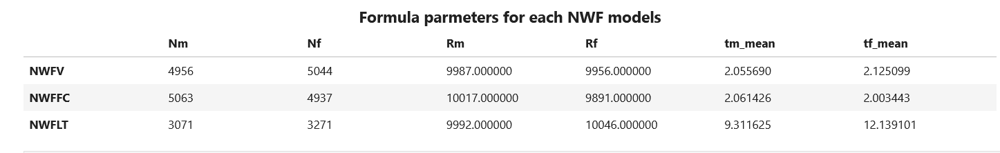 Formula parmeters for each NWF models
Nm Nf Rm Rf tm_mean tf_mean
NWFV 4956 5044 9987.000000 9956.000000 2.055690 2.125099
NWFFC 5063 4937 10017.000000 9891.000000 2.061426 2.003443
NWFLT 3071 3271 9992.000000 10046.000000 9.311625 12.139101